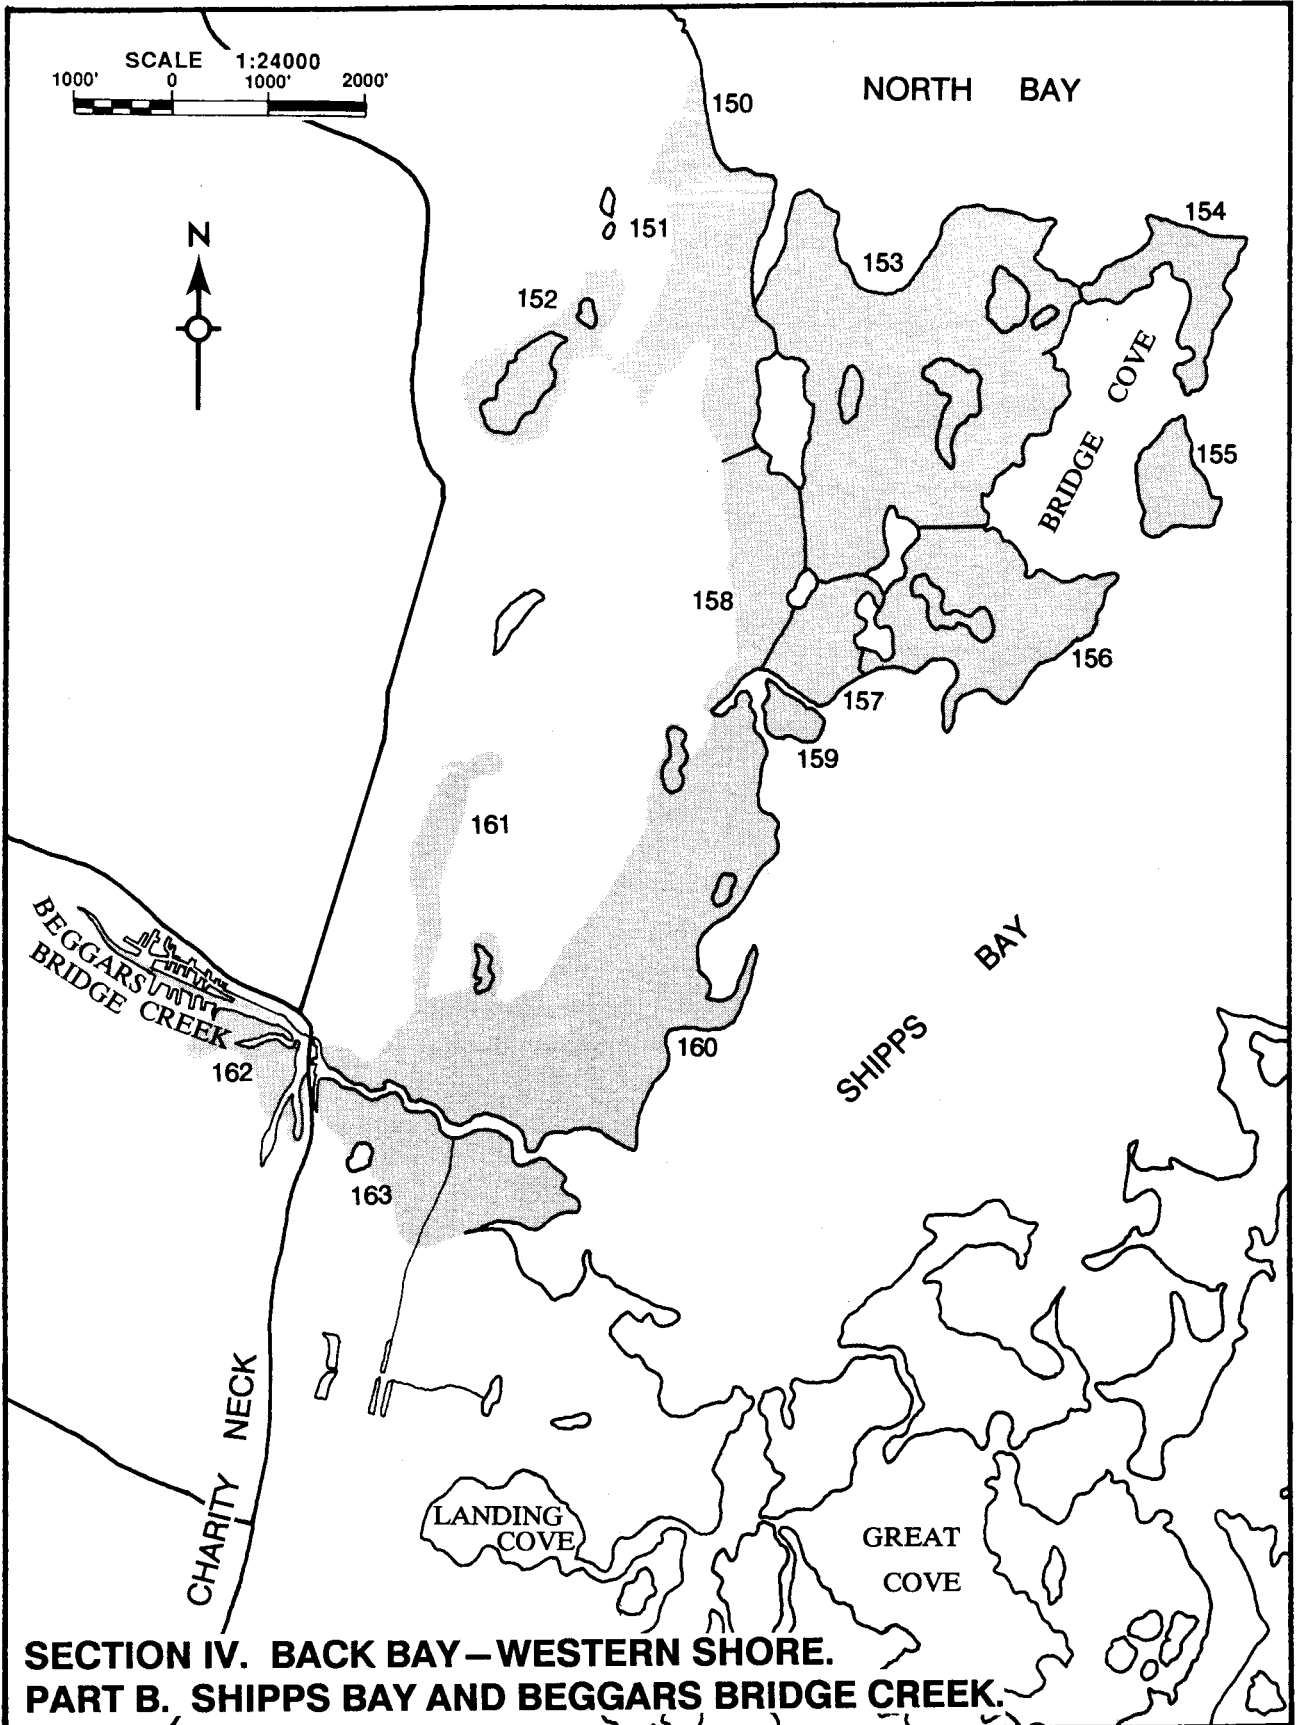 SCALE 1:24000
1000' 0 1000' 2000'
NORTH BAY
150
N
151
152
153
154
BRIDGE COVE
155
158
156
157
159
161
BEGGARS
BRIDGE CREEK
162
160
SHIPPS BAY
163
CHARITY NECK
LANDING
COVE
GREAT
COVE
SECTION IV. BACK BAY—WESTERN SHORE.
PART B. SHIPPS BAY AND BEGGARS BRIDGE CREEK.